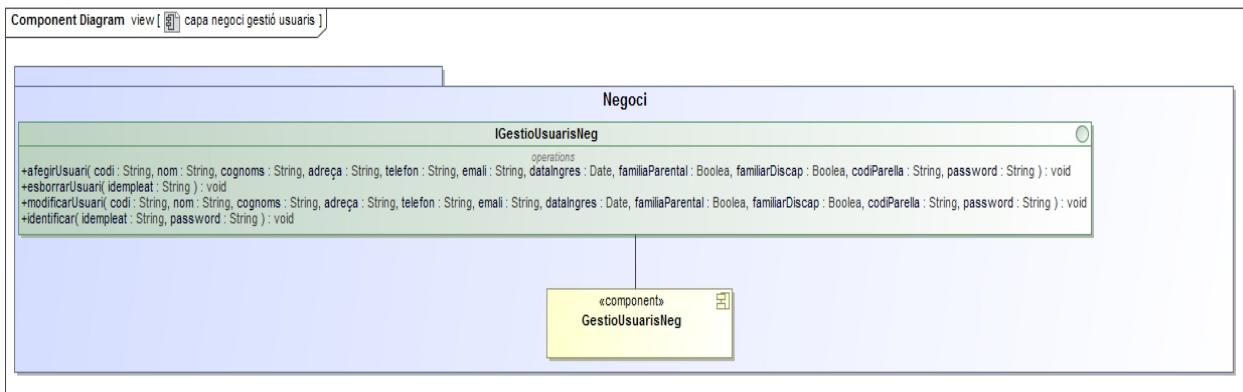 Component Diagram view [ capa negoci gestió usuaris ]
Negoci
IGestioUsuarisNeg
operations
+afegirUsuari( codi : String, nom : String, cognoms : String, adreça : String, telefon : String, emali : String, dataIngres : Date, familiaParental : Boolea, familiarDiscap : Boolea, codiParella : String, password : String ) : void
+esborrarUsuari( idempleat : String ) : void
+modificarUsuari( codi : String, nom : String, cognoms : String, adreça : String, telefon : String, emali : String, dataIngres : Date, familiaParental : Boolea, familiarDiscap : Boolea, codiParella : String, password : String ) : void
+identificar( idempleat : String, password : String ) : void
«component»
GestioUsuarisNeg